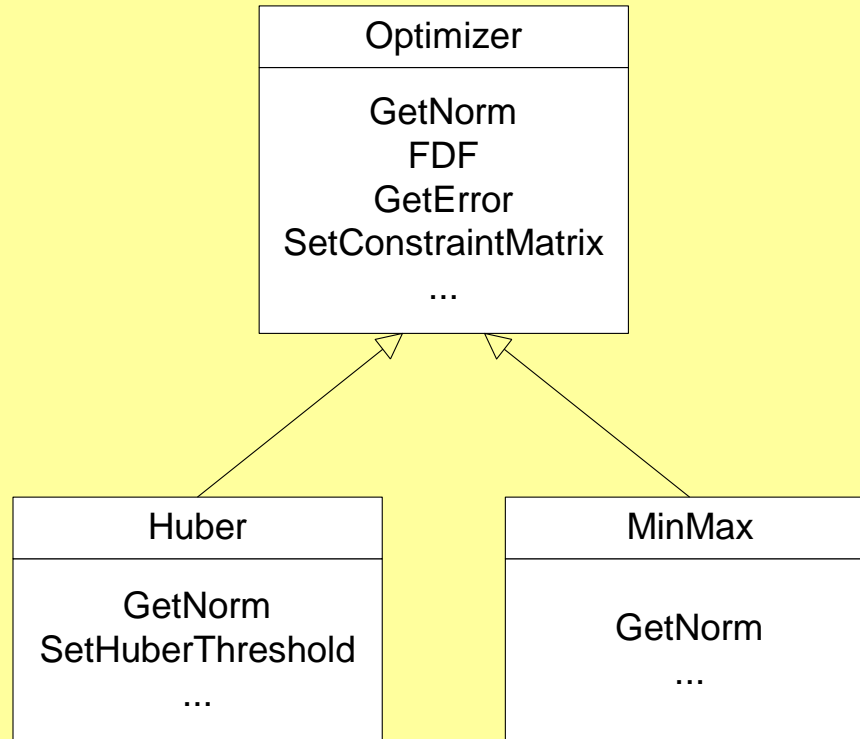 Optimizer
GetNorm
FDF
GetError
SetConstraintMatrix
...
Huber
GetNorm
SetHuberThreshold
...
MinMax
GetNorm
...